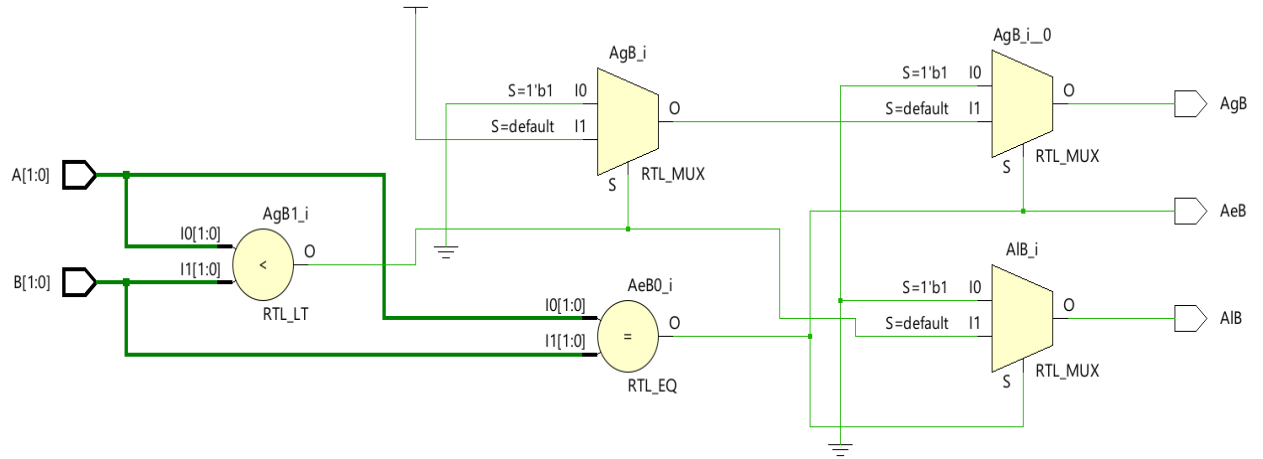 AgB_i__0
AgB_i
S=1'b1 I0
O
AgB
S=1'b1 I0
O
S=default I1
S=default I1
RTL_MUX
S
A[1:0]
RTL_MUX
S
AgB1_i
AeB
I0[1:0]
O
AlB_i
<
I1[1:0]
B[1:0]
AeB0_i
S=1'b1 I0
O
I0[1:0]
RTL_LT
O
S=default I1
AlB
=
I1[1:0]
RTL_MUX
S
RTL_EQ